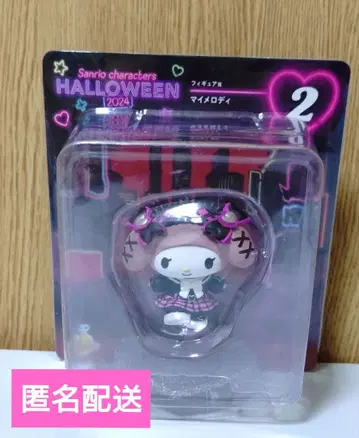 Sanrio characters
HALLOWEEN
2024
フィギュア賞
マイメロディ
2
匿名配送